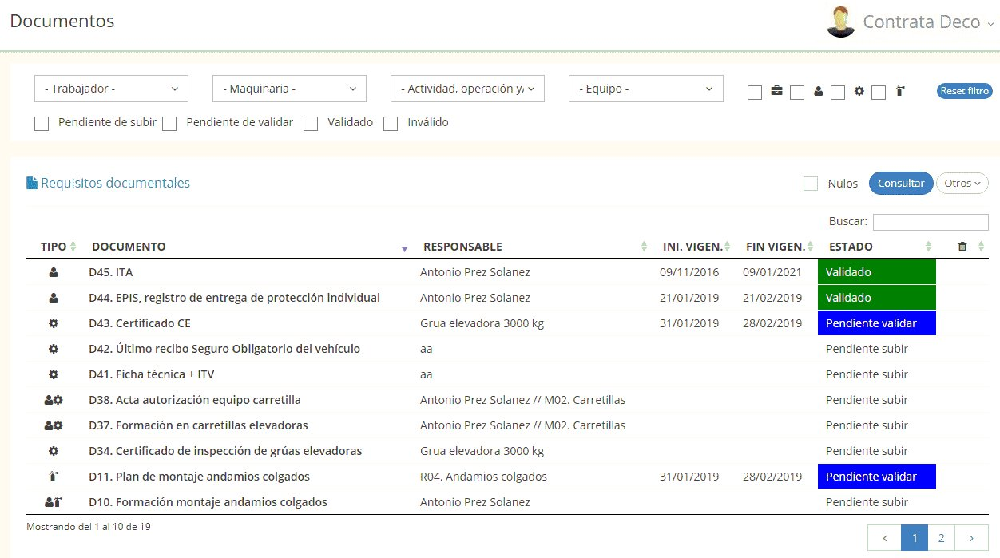 Documentos
Contrata Deco
- Trabajador -
- Maquinaria -
- Actividad, operación y/
- Equipo -
Reset filtro
Pendiente de subir
Pendiente de validar
Validado
Inválido
Requisitos documentales
Nulos
Consultar
Otros
Buscar:
TIPO DOCUMENTO RESPONSABLE INI. VIGEN. FIN VIGEN. ESTADO
D45. ITA Antonio Prez Solanez 09/11/2016 09/01/2021 Validado
D44. EPIS, registro de entrega de protección individual Antonio Prez Solanez 21/01/2019 21/02/2019 Validado
D43. Certificado CE Grua elevadora 3000 kg 31/01/2019 28/02/2019 Pendiente validar
D42. Último recibo Seguro Obligatorio del vehículo aa Pendiente subir
D41. Ficha técnica + ITV aa Pendiente subir
D38. Acta autorización equipo carretilla Antonio Prez Solanez // M02. Carretillas Pendiente subir
D37. Formación en carretillas elevadoras Antonio Prez Solanez // M02. Carretillas Pendiente subir
D34. Certificado de inspección de grúas elevadoras Grua elevadora 3000 kg Pendiente subir
D11. Plan de montaje andamios colgados R04. Andamios colgados 31/01/2019 28/02/2019 Pendiente validar
D10. Formación montaje andamios colgados Antonio Prez Solanez Pendiente subir
Mostrando del 1 al 10 de 19
‹ 1 2 ›